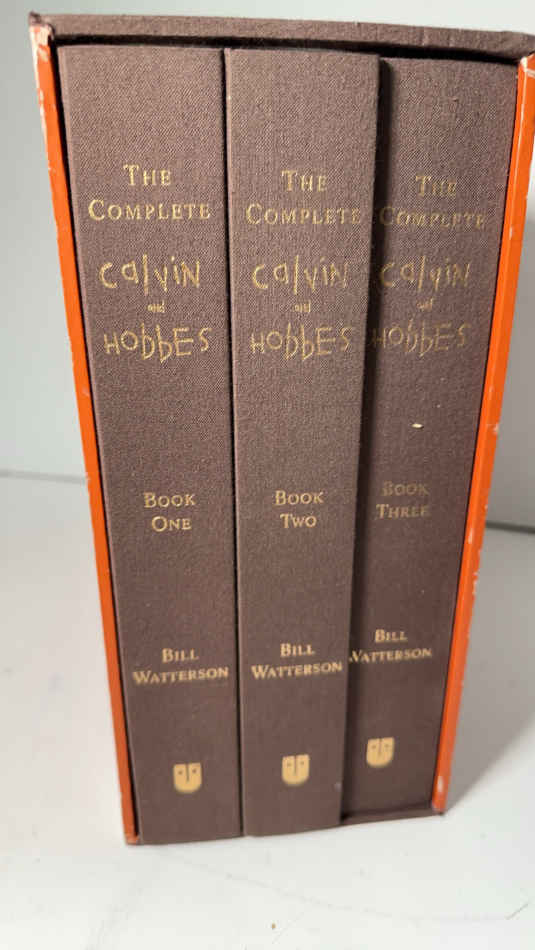 The
Complete
Calvin
and
Hobbes
Book
One
Bill
Watterson
The
Complete
Calvin
and
Hobbes
Book
Two
Bill
Watterson
The
Complete
Calvin
and
Hobbes
Book
Three
Bill
Watterson